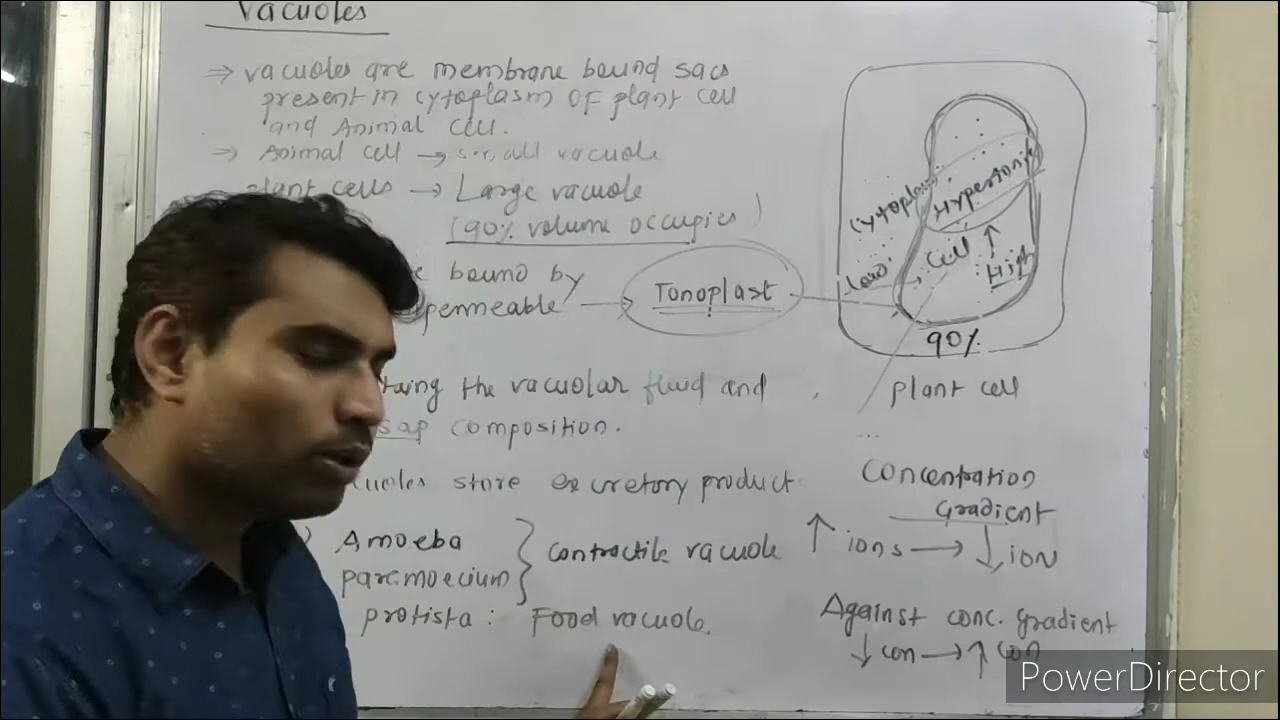 Vacuoles
⇒ vacuoles are membrane bound sacs
present in cytoplasm of plant cell
and Animal cell.
⇒ Animal cell → small vacuole
plant cells → Large vacuole
(90% volume occupies)
bound by
permeable → Tonoplast
the vacuolar fluid and
sap composition.
store excretory product
Amoeba
paramoecium } contractile vacuole
protista: Food vacuole.
cytoplasm
Hypertonic
Cell
low
High
90%
plant cell
...
Concentration
Gradient
↑ ions → ↓ ion
Against conc. gradient
↓ con → ↑ con
PowerDirector